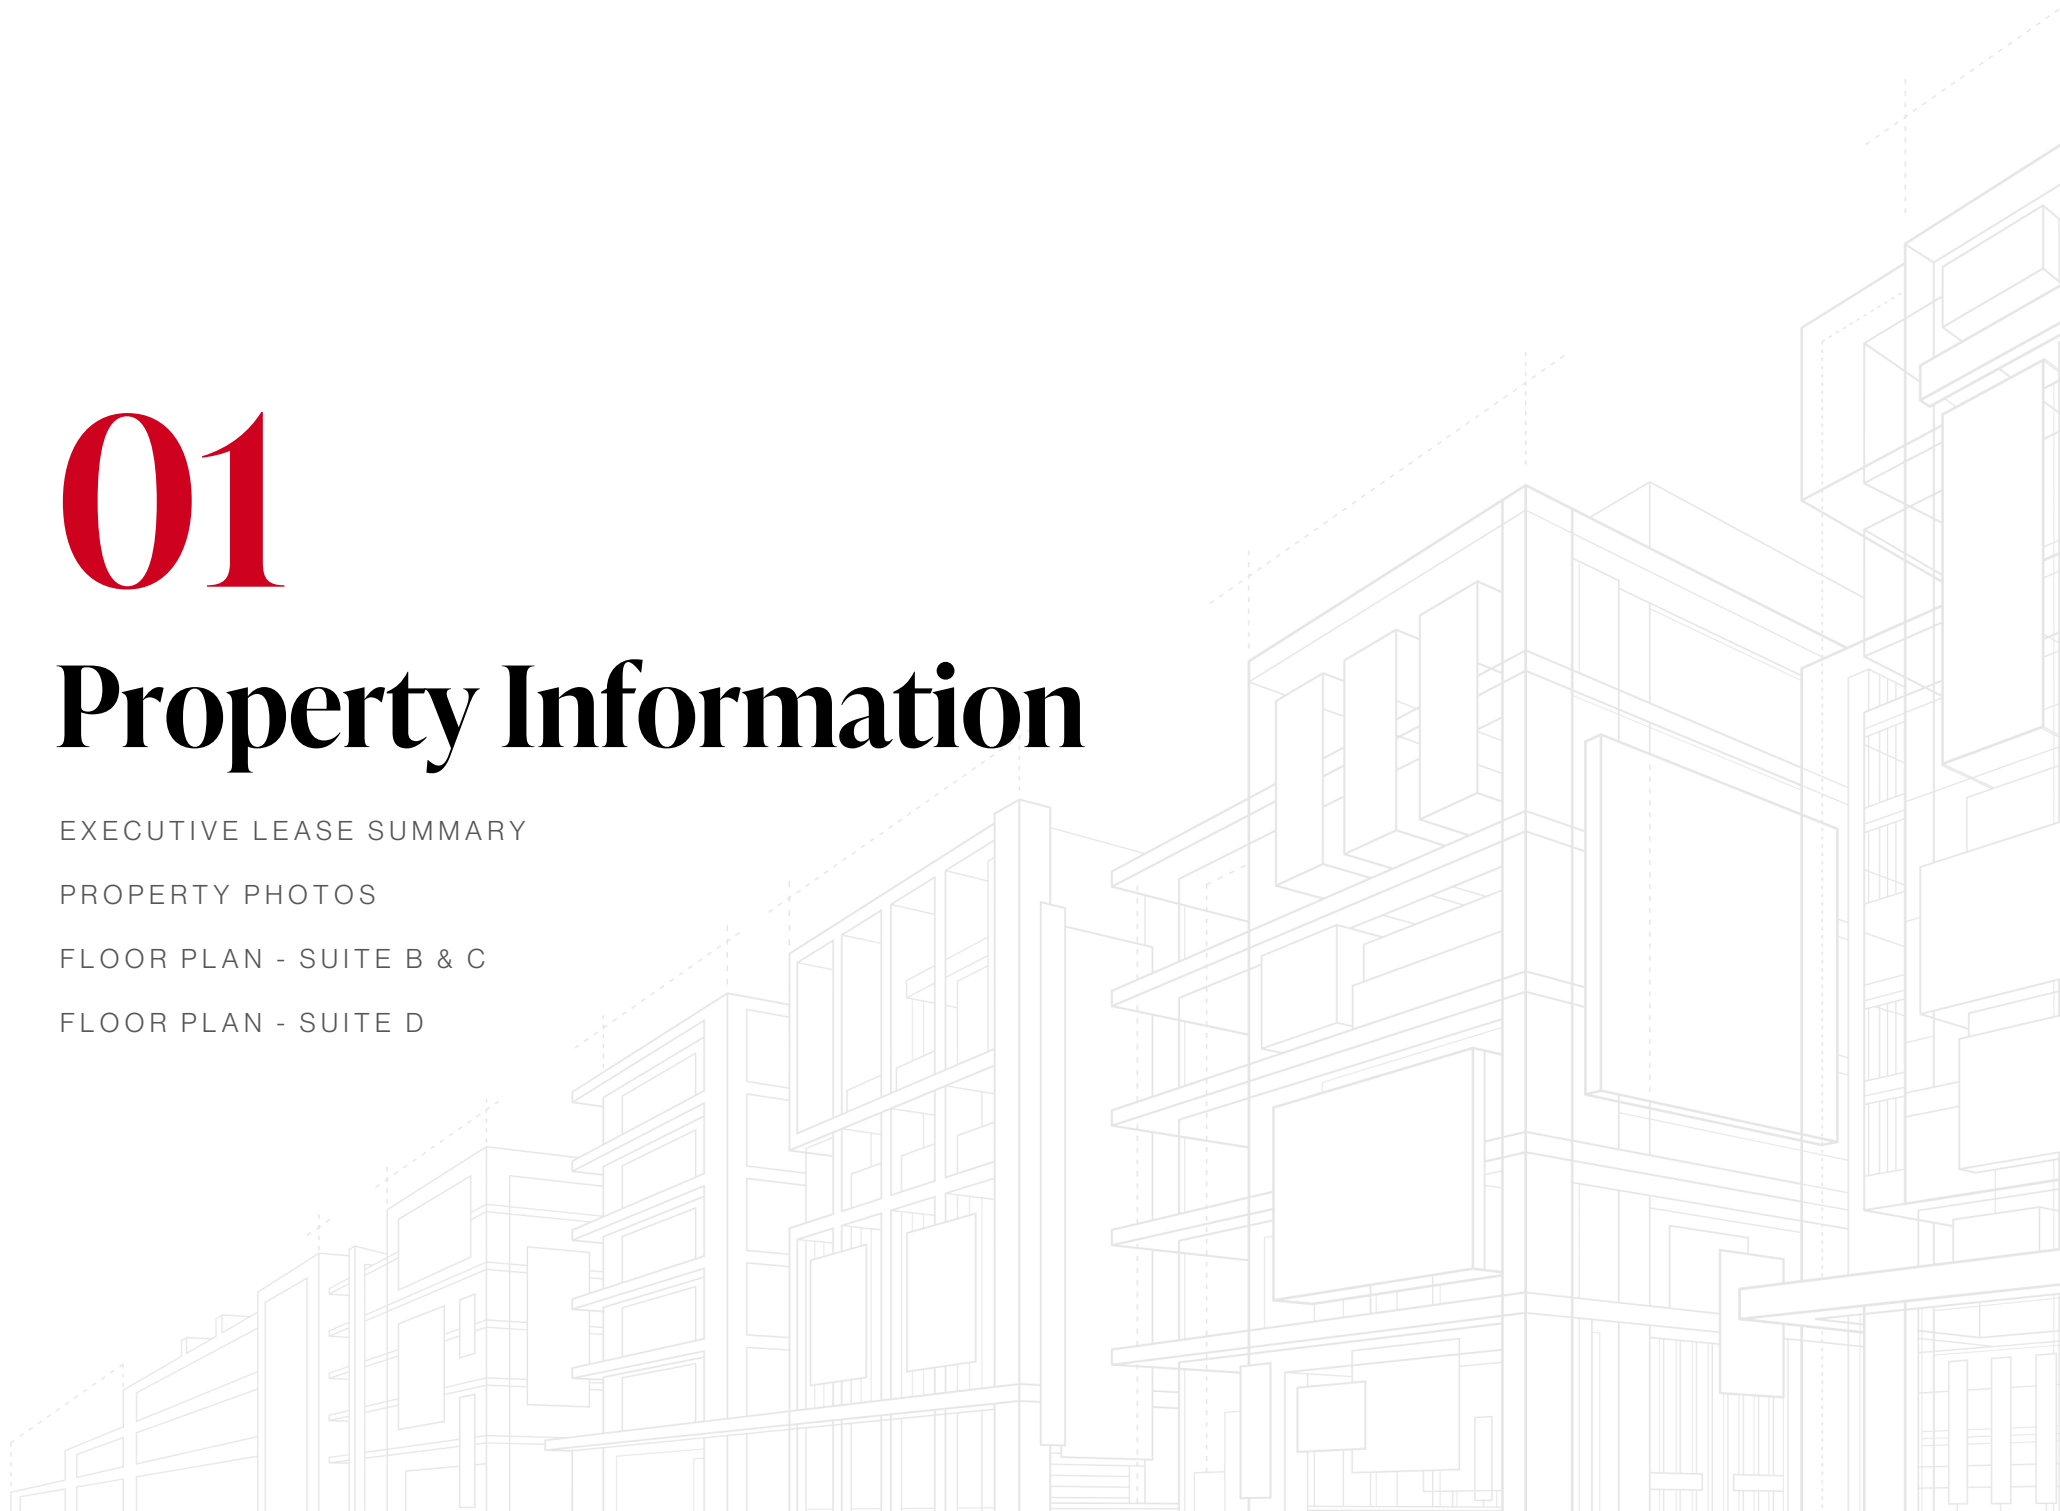 01
Property Information
EXECUTIVE LEASE SUMMARY
PROPERTY PHOTOS
FLOOR PLAN - SUITE B & C
FLOOR PLAN - SUITE D